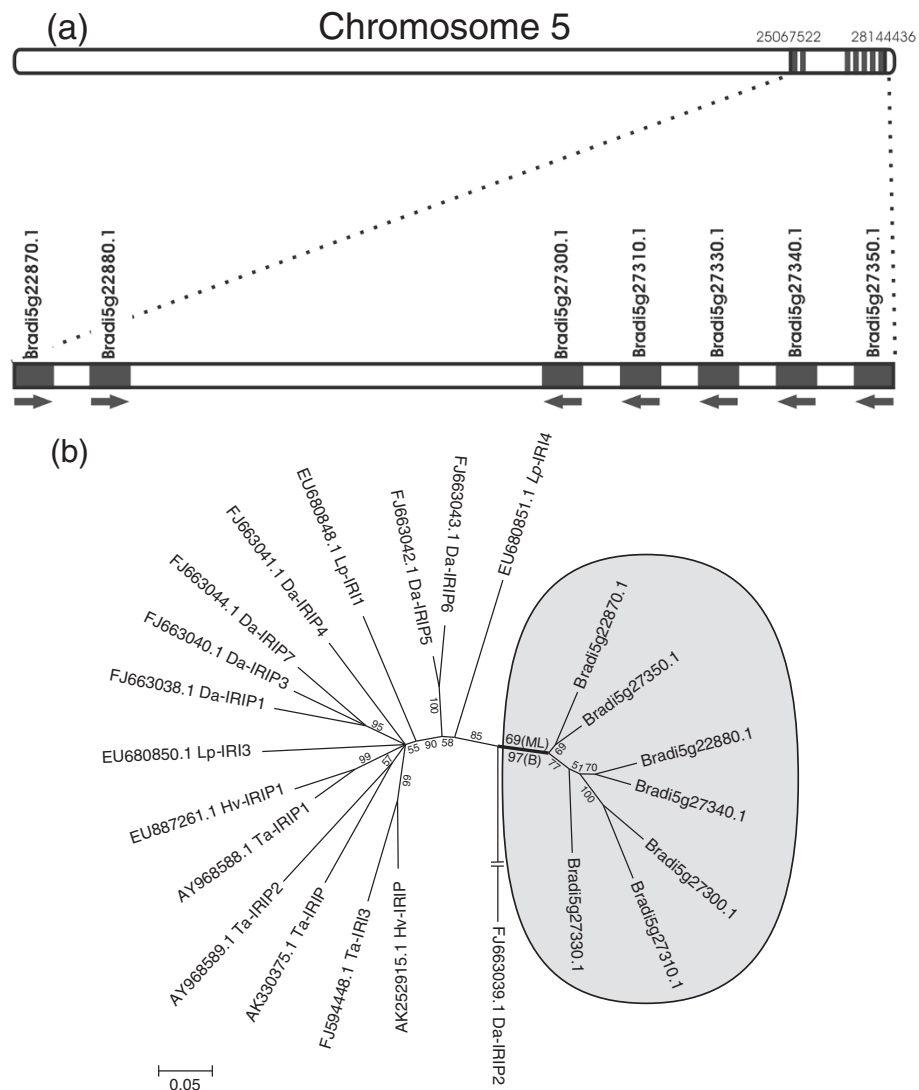 (a)
Chromosome 5
25067522
28144436
Bradi5g22870.1
Bradi5g22880.1
Bradi5g27300.1
Bradi5g27310.1
Bradi5g27330.1
Bradi5g27340.1
Bradi5g27350.1
(b)
FJ663038.1 Da-IRIP1
FJ663040.1 Da-IRIP3
FJ663044.1 Da-IRIP7
FJ663041.1 Da-IRIP4
EU680848.1 Lp-IRI1
FJ663042.1 Da-IRIP5
FJ663043.1 Da-IRIP6
EU680851.1 Lp-IRI4
Bradi5g22870.1
Bradi5g27350.1
Bradi5g22880.1
Bradi5g27340.1
Bradi5g27300.1
Bradi5g27310.1
Bradi5g27330.1
FJ663039.1 Da-IRIP2
AK252915.1 Hv-IRIP
FJ594448.1 Ta-IRI3
AK330375.1 Ta-IRIP
AY968589.1 Ta-IRIP2
AY968588.1 Ta-IRIP1
EU887261.1 Hv-IRIP1
EU680850.1 Lp-IRI3
95
99
57
99
55
90
58
100
85
69(ML)
97(B)
69
77
51
70
100
0.05